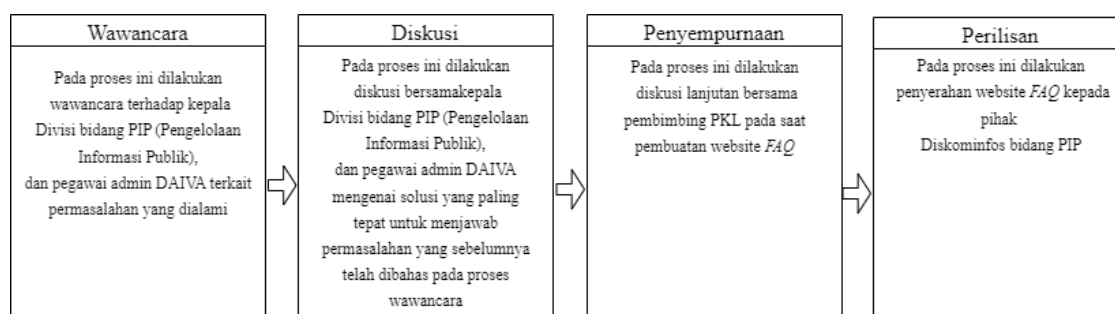 Wawancara
Pada proses ini dilakukan
wawancara terhadap kepala
Divisi bidang PIP (Pengelolaan
Informasi Publik),
dan pegawai admin DAIVA terkait
permasalahan yang dialami
Diskusi
Pada proses ini dilakukan
diskusi bersamakepala
Divisi bidang PIP (Pengelolaan
Informasi Publik),
dan pegawai admin DAIVA
mengenai solusi yang paling
tepat untuk menjawab
permasalahan yang sebelumnya
telah dibahas pada proses
wawancara
Penyempurnaan
Pada proses ini dilakukan
diskusi lanjutan bersama
pembimbing PKL pada saat
pembuatan website FAQ
Perilisan
Pada proses ini dilakukan
penyerahan website FAQ kepada
pihak
Diskominfos bidang PIP